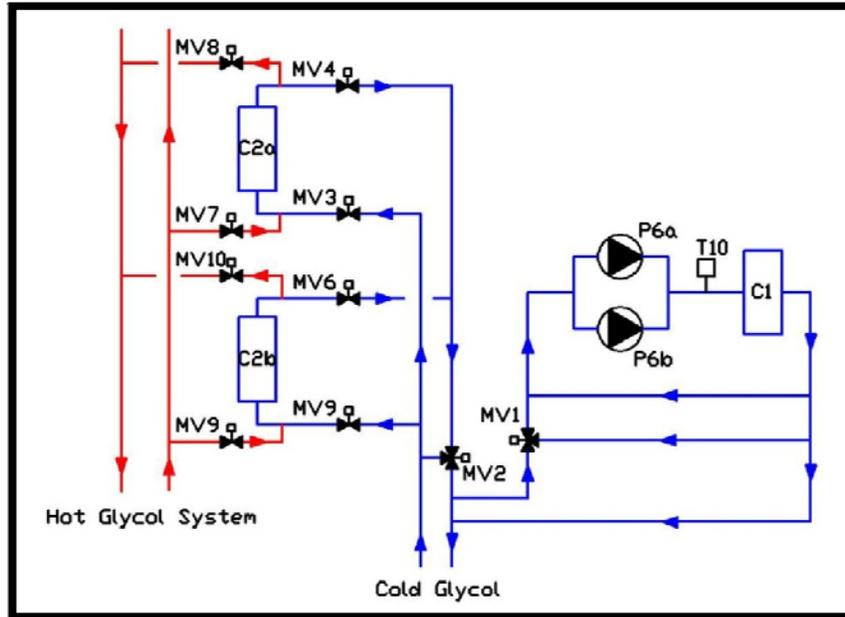 MV8
MV4
C2a
MV3
MV7
P6a
MV10
T10
MV6
C1
C2b
P6b
MV9
MV9
MV1
MV2
Hot Glycol System
Cold Glycol